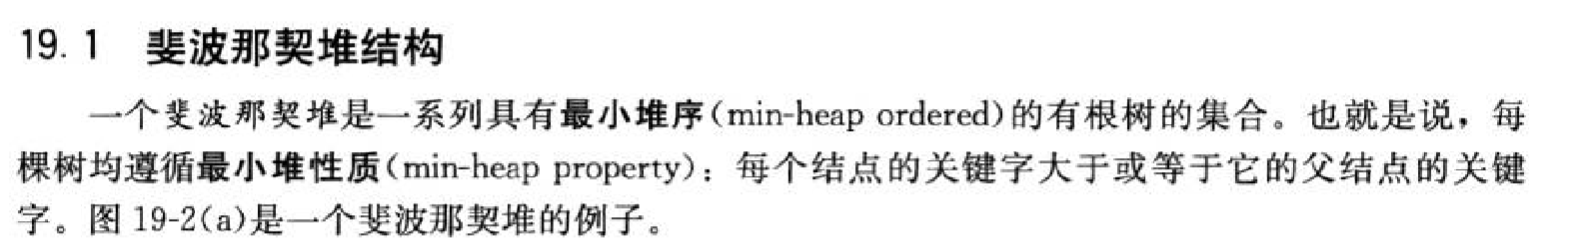 19.1 斐波那契堆结构
一个斐波那契堆是一系列具有最小堆序(min-heap ordered)的有根树的集合。也就是说，每
棵树均遵循最小堆性质(min-heap property)：每个结点的关键字大于或等于它的父结点的关键
字。图 19-2(a)是一个斐波那契堆的例子。